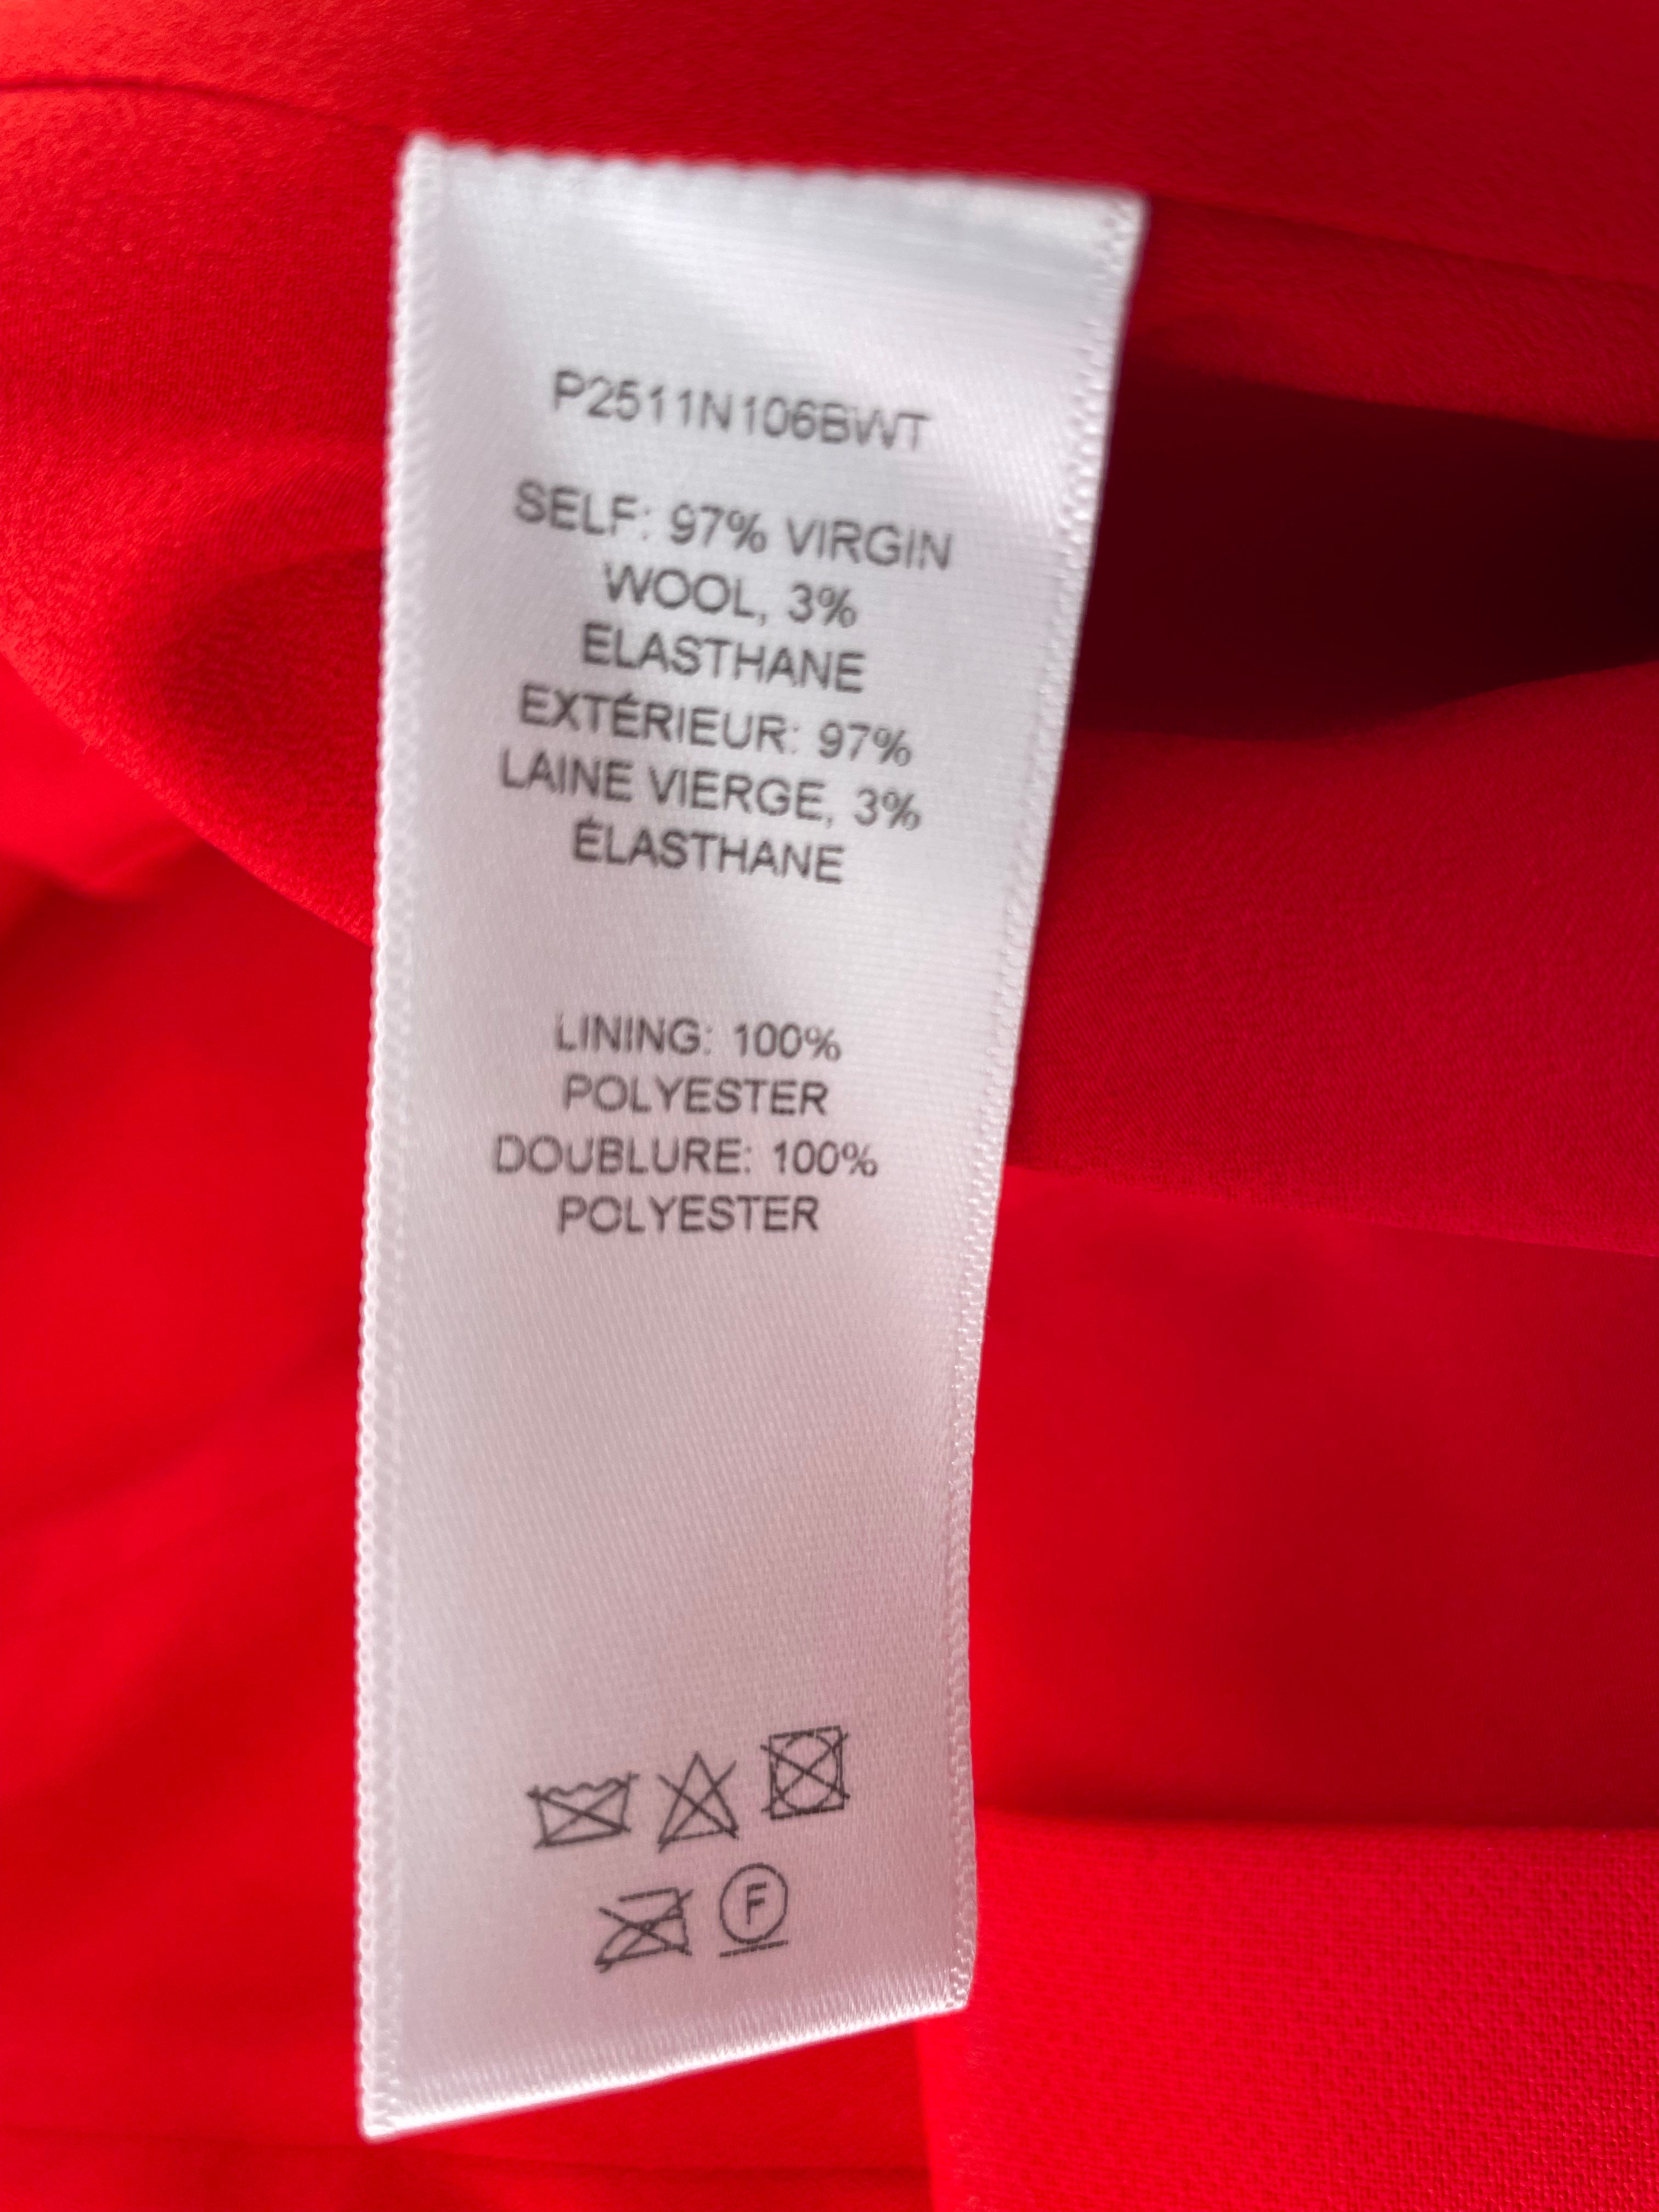 P2511N106BWT
SELF: 97% VIRGIN
WOOL, 3%
ELASTHANE
EXTÉRIEUR: 97%
LAINE VIERGE, 3%
ÉLASTHANE
LINING: 100%
POLYESTER
DOUBLURE: 100%
POLYESTER
F